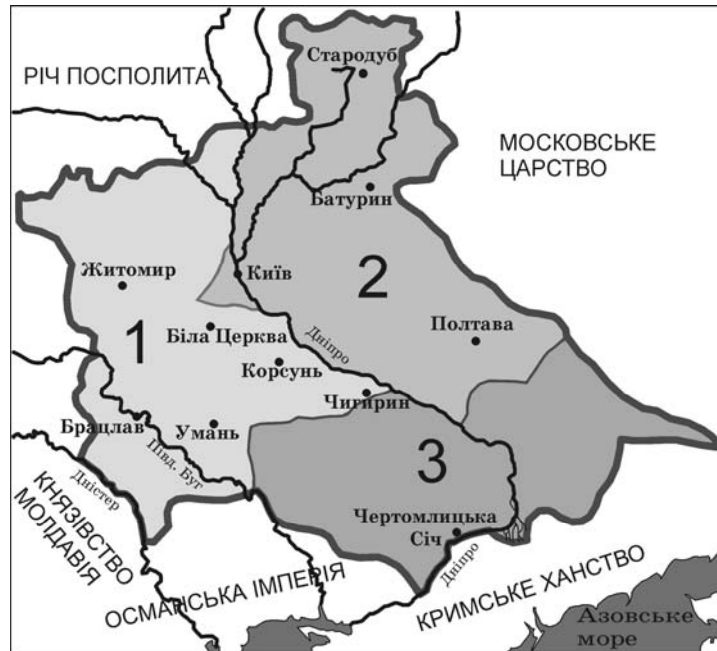 Стародуб
РІЧ ПОСПОЛИТА
МОСКОВСЬКЕ
ЦАРСТВО
Батурин
Житомир
Київ
2
1
Біла Церква
Дніпро
Полтава
Корсунь
Чигирин
Брацлав
Умань
Півд. Буг
3
Дністер
КНЯЗІВСТВО
МОЛДАВІЯ
Чертомлицька
Січ
Дніпро
ОСМАНСЬКА ІМПЕРІЯ
КРИМСЬКЕ ХАНСТВО
Азовське
море